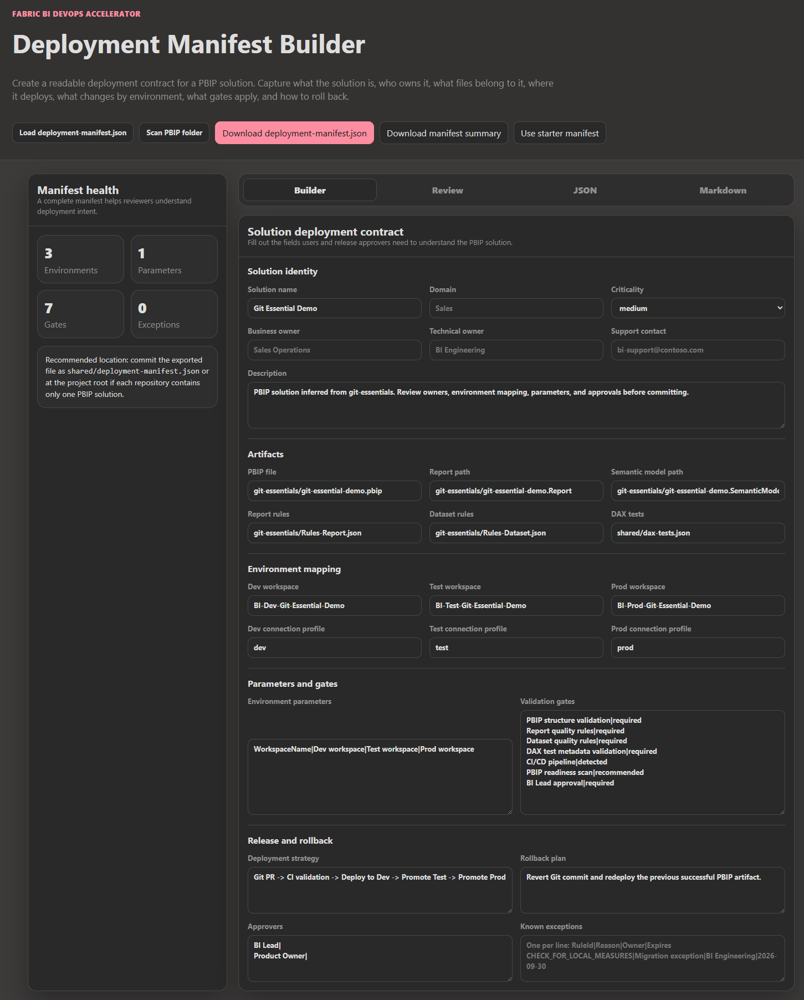 FABRIC BI DEVOPS ACCELERATOR
Deployment Manifest Builder
Create a readable deployment contract for a PBIP solution. Capture what the solution is, who owns it, what files belong to it, where
it deploys, what changes by environment, what gates apply, and how to roll back.
Load deployment-manifest.json
Scan PBIP folder
Download deployment-manifest.json
Download manifest summary
Use starter manifest
Manifest health
A complete manifest helps reviewers understand
deployment intent.
3
Environments
1
Parameters
7
Gates
0
Exceptions
Recommended location: commit the exported
file as shared/deployment-manifest.json or
at the project root if each repository contains
only one PBIP solution.
Builder
Review
JSON
Markdown
Solution deployment contract
Fill out the fields users and release approvers need to understand the PBIP solution.
Solution identity
Solution name
Domain
Criticality
Git Essential Demo
Sales
medium
Business owner
Technical owner
Support contact
Sales Operations
BI Engineering
bi-support@contoso.com
Description
PBIP solution inferred from git-essentials. Review owners, environment mapping, parameters, and approvals before committing.
Artifacts
PBIP file
Report path
Semantic model path
git-essentials/git-essential-demo.pbip
git-essentials/git-essential-demo.Report
git-essentials/git-essential-demo.SemanticMode
Report rules
Dataset rules
DAX tests
git-essentials/Rules-Report.json
git-essentials/Rules-Dataset.json
shared/dax-tests.json
Environment mapping
Dev workspace
Test workspace
Prod workspace
BI-Dev-Git-Essential-Demo
BI-Test-Git-Essential-Demo
BI-Prod-Git-Essential-Demo
Dev connection profile
Test connection profile
Prod connection profile
dev
test
prod
Parameters and gates
Environment parameters
WorkspaceName|Dev workspace|Test workspace|Prod workspace
Validation gates
PBIP structure validation|required
Report quality rules|required
Dataset quality rules|required
DAX test metadata validation|required
CI/CD pipeline|detected
PBIP readiness scan|recommended
BI Lead approval|required
Release and rollback
Deployment strategy
Git PR -> CI validation -> Deploy to Dev -> Promote Test -> Promote Prod
Rollback plan
Revert Git commit and redeploy the previous successful PBIP artifact.
Approvers
BI Lead|
Product Owner|
Known exceptions
One per line: RuleId|Reason|Owner|Expires
CHECK_FOR_LOCAL_MEASURES|Migration exception|BI Engineering|2026-
09-30